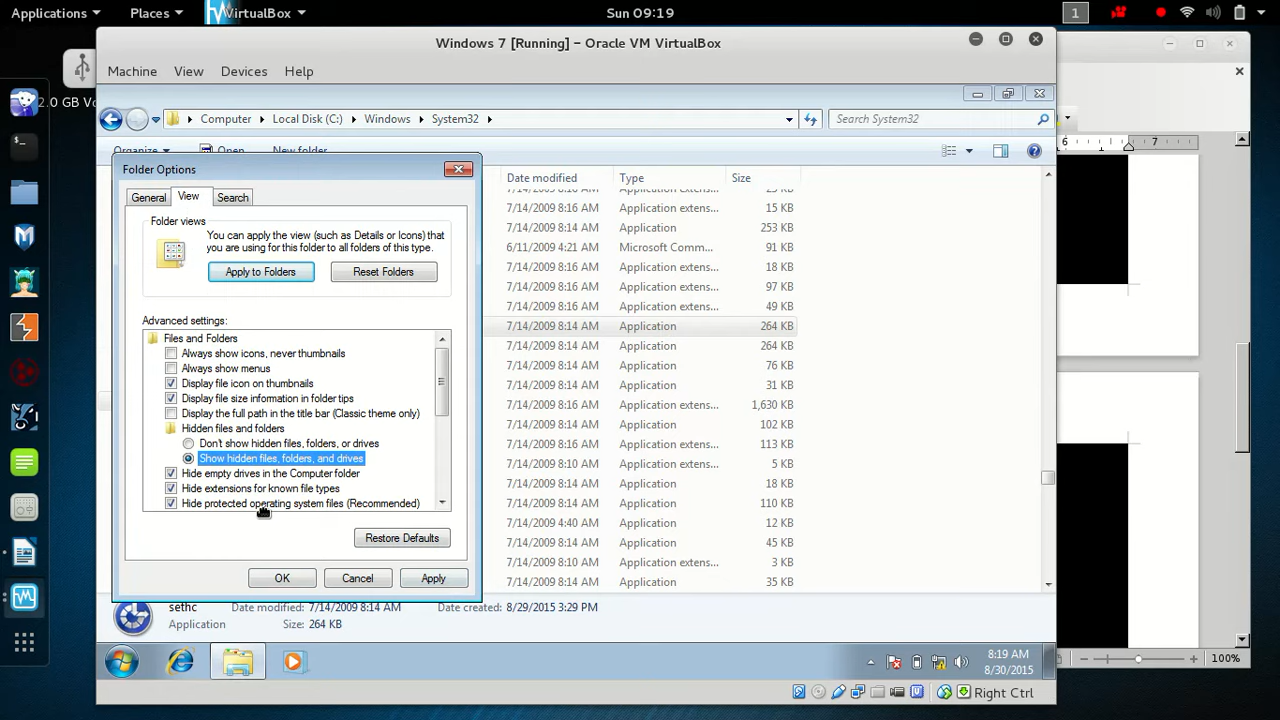 Applications Places VirtualBox Sun 09:19 1
Windows 7 [Running] - Oracle VM VirtualBox
Machine View Devices Help
2.0 GB Vo
Computer Local Disk (C:) Windows System32 Search System32
Organize Open New folder
Folder Options
General View Search
Folder views
You can apply the view (such as Details or Icons) that
you are using for this folder to all folders of this type.
Apply to Folders Reset Folders
Advanced settings:
Files and Folders
Always show icons, never thumbnails
Always show menus
Display file icon on thumbnails
Display file size information in folder tips
Display the full path in the title bar (Classic theme only)
Hidden files and folders
Don't show hidden files, folders, or drives
Show hidden files, folders, and drives
Hide empty drives in the Computer folder
Hide extensions for known file types
Hide protected operating system files (Recommended)
Restore Defaults
OK Cancel Apply
Date modified Type Size
7/14/2009 8:16 AM Application extens... 25 KB
7/14/2009 8:16 AM Application extens... 15 KB
7/14/2009 8:14 AM Application 253 KB
6/11/2009 4:21 AM Microsoft Comm... 91 KB
7/14/2009 8:16 AM Application extens... 18 KB
7/14/2009 8:16 AM Application extens... 97 KB
7/14/2009 8:16 AM Application extens... 49 KB
7/14/2009 8:14 AM Application 264 KB
7/14/2009 8:14 AM Application 264 KB
7/14/2009 8:14 AM Application 76 KB
7/14/2009 8:14 AM Application 31 KB
7/14/2009 8:16 AM Application extens... 1,630 KB
7/14/2009 8:14 AM Application 102 KB
7/14/2009 8:16 AM Application extens... 113 KB
7/14/2009 8:10 AM Application extens... 5 KB
7/14/2009 8:14 AM Application 18 KB
7/14/2009 8:16 AM Application extens... 110 KB
7/14/2009 4:40 AM Application 12 KB
7/14/2009 8:14 AM Application 45 KB
7/14/2009 8:10 AM Application extens... 3 KB
7/14/2009 8:14 AM Application 35 KB
sethc Date modified: 7/14/2009 8:14 AM Date created: 8/29/2015 3:29 PM
Application Size: 264 KB
8:19 AM
8/30/2015
Right Ctrl
6 7
100%